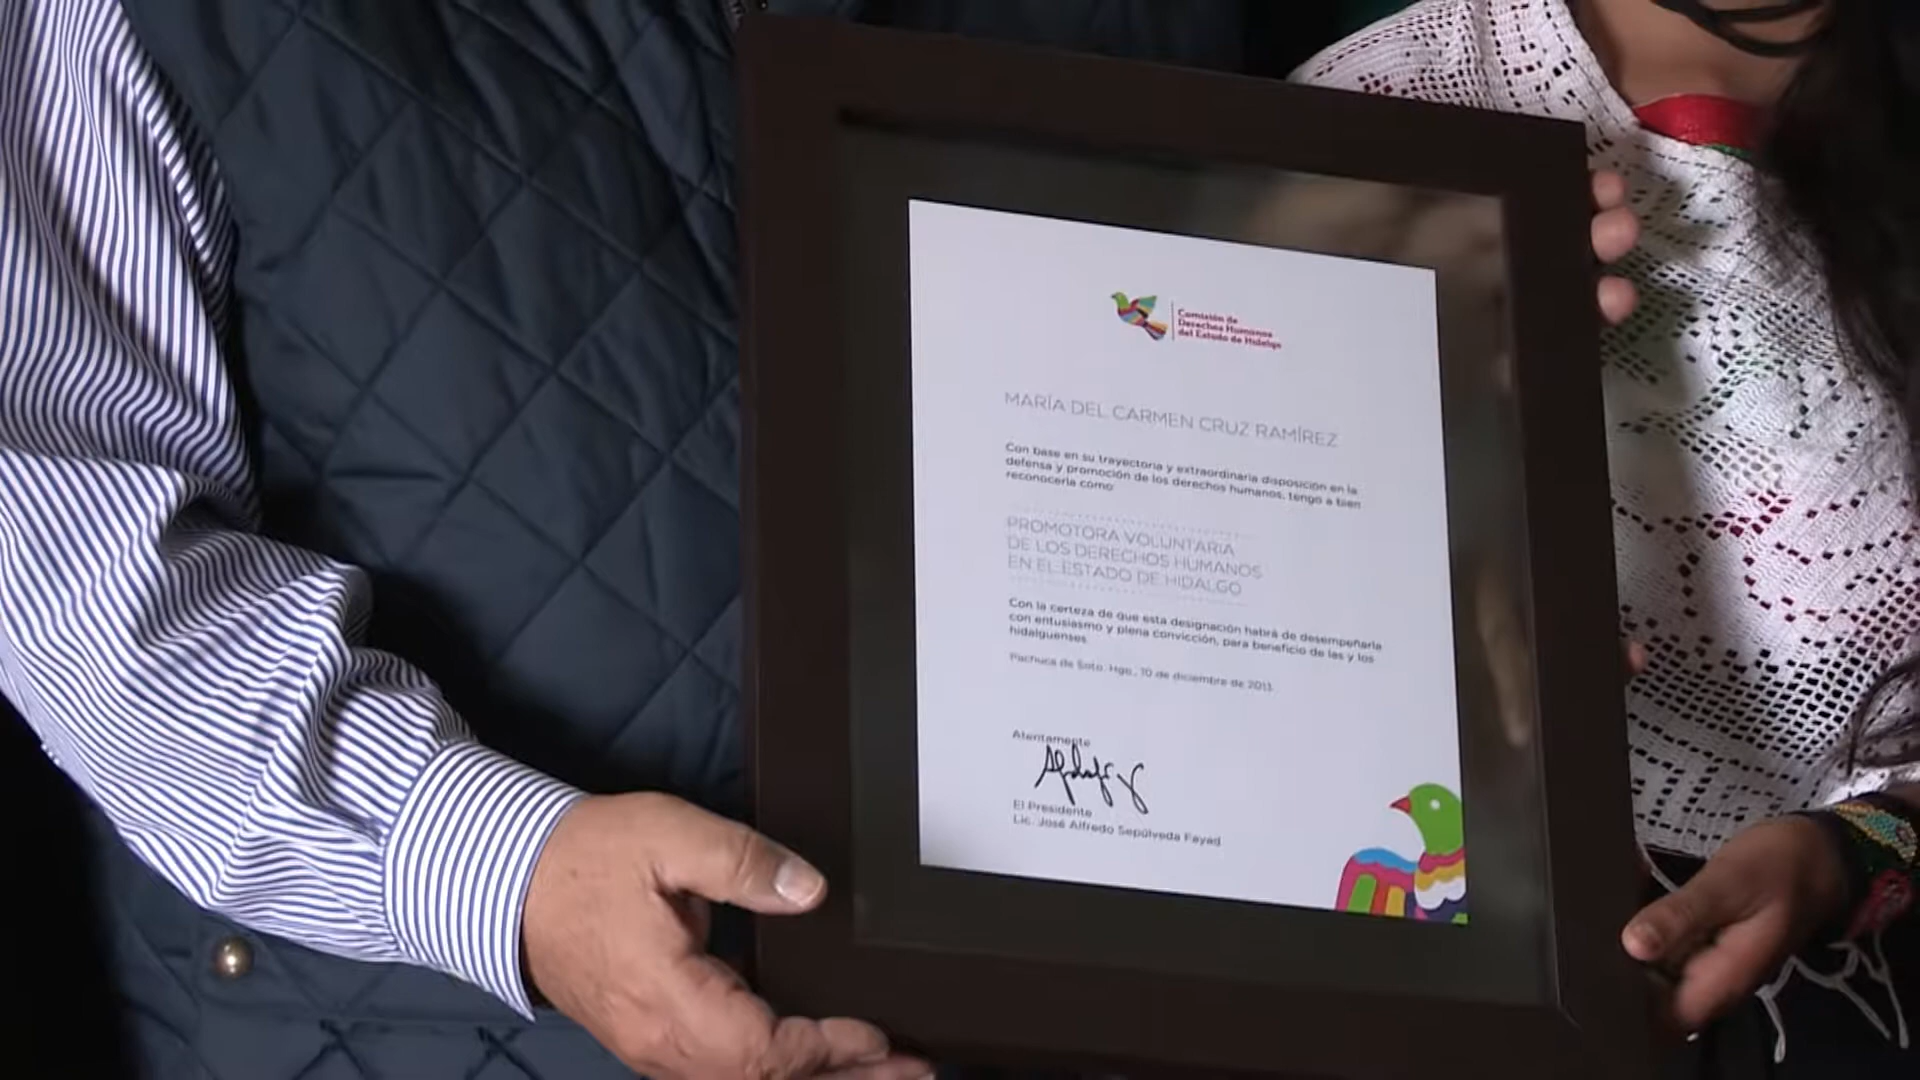 Comisión de
Derechos Humanos
del Estado de Hidalgo
MARÍA DEL CARMEN CRUZ RAMÍREZ
Con base en su trayectoria y extraordinaria disposición en la
defensa y promoción de los derechos humanos, tengo a bien
reconocerla como:
PROMOTORA VOLUNTARIA
DE LOS DERECHOS HUMANOS
EN EL ESTADO DE HIDALGO
Con la certeza de que esta designación habrá de desempeñarla
con entusiasmo y plena convicción, para beneficio de las y los
hidalguenses.
Pachuca de Soto, Hgo., 10 de diciembre de 2013.
Atentamente
El Presidente
Lic. José Alfredo Sepúlveda Fayad